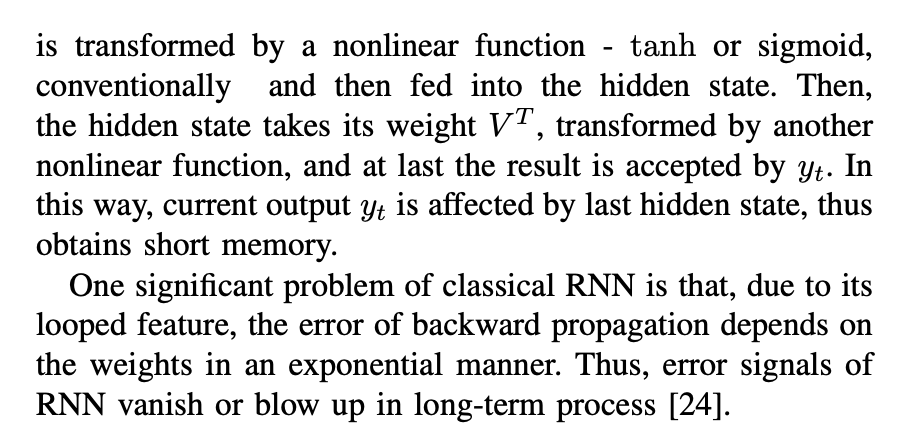 is transformed by a nonlinear function - tanh or sigmoid,
conventionally and then fed into the hidden state. Then,
the hidden state takes its weight $V^T$, transformed by another
nonlinear function, and at last the result is accepted by $y_t$. In
this way, current output $y_t$ is affected by last hidden state, thus
obtains short memory.
One significant problem of classical RNN is that, due to its
looped feature, the error of backward propagation depends on
the weights in an exponential manner. Thus, error signals of
RNN vanish or blow up in long-term process [24].